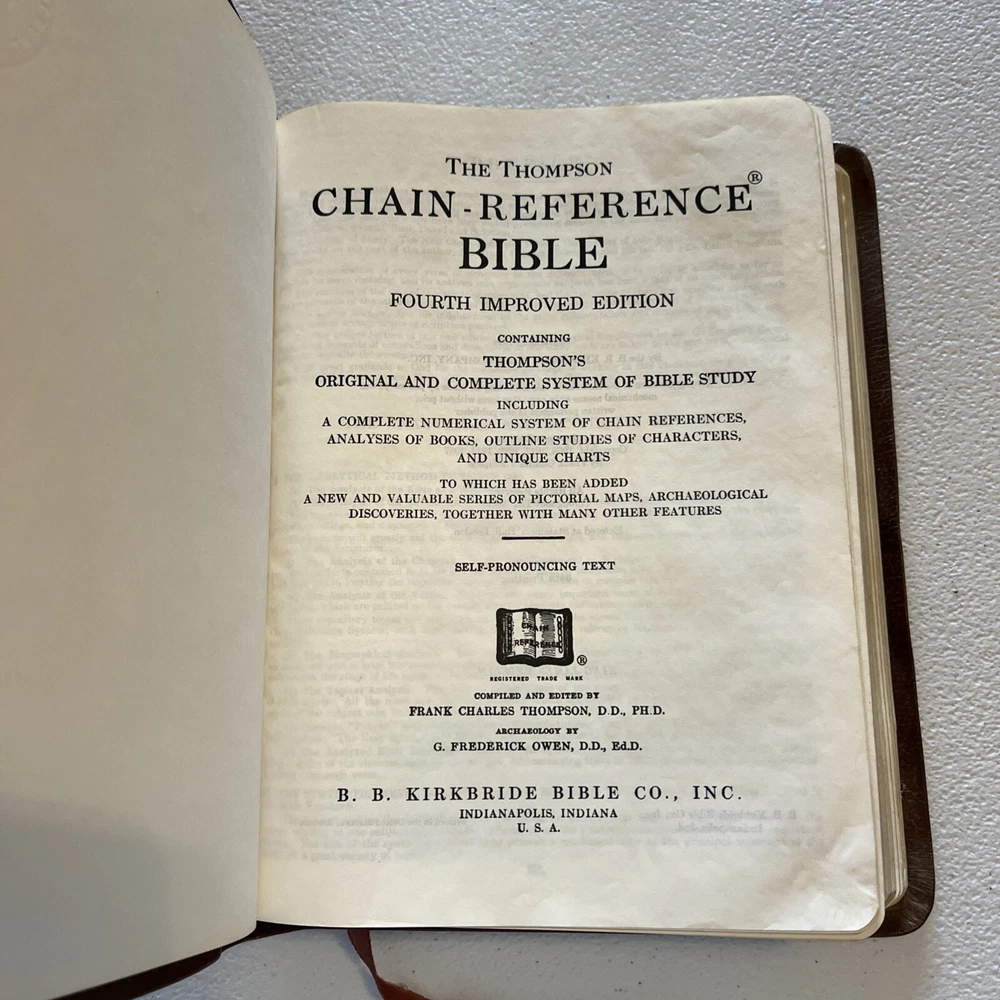 THE THOMPSON
CHAIN-REFERENCE®
BIBLE
FOURTH IMPROVED EDITION
CONTAINING
THOMPSON'S
ORIGINAL AND COMPLETE SYSTEM OF BIBLE STUDY
INCLUDING
A COMPLETE NUMERICAL SYSTEM OF CHAIN REFERENCES,
ANALYSES OF BOOKS, OUTLINE STUDIES OF CHARACTERS,
AND UNIQUE CHARTS
TO WHICH HAS BEEN ADDED
A NEW AND VALUABLE SERIES OF PICTORIAL MAPS, ARCHAEOLOGICAL
DISCOVERIES, TOGETHER WITH MANY OTHER FEATURES
SELF-PRONOUNCING TEXT
CHAIN
REFERENCE
®
REGISTERED TRADE MARK
COMPILED AND EDITED BY
FRANK CHARLES THOMPSON, D.D., PH.D.
ARCHAEOLOGY BY
G. FREDERICK OWEN, D.D., Ed.D.
B. B. KIRKBRIDE BIBLE CO., INC.
INDIANAPOLIS, INDIANA
U. S. A.